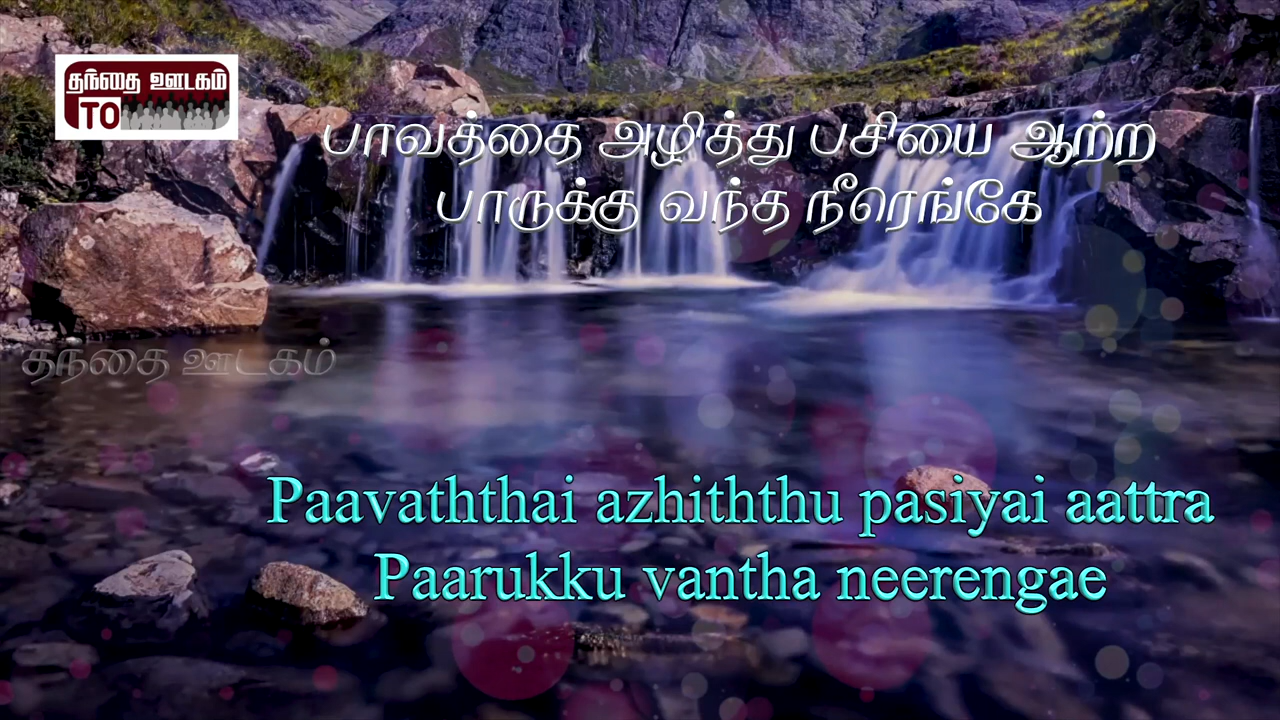 தந்தை ஊடகம்
TO
பாவத்தை அழித்து பசியை ஆற்ற
பாருக்கு வந்த நீரெங்கே
தந்தை ஊடகம்
Paavaththai azhiththu pasiyai aattra
Paarukku vantha neerengae